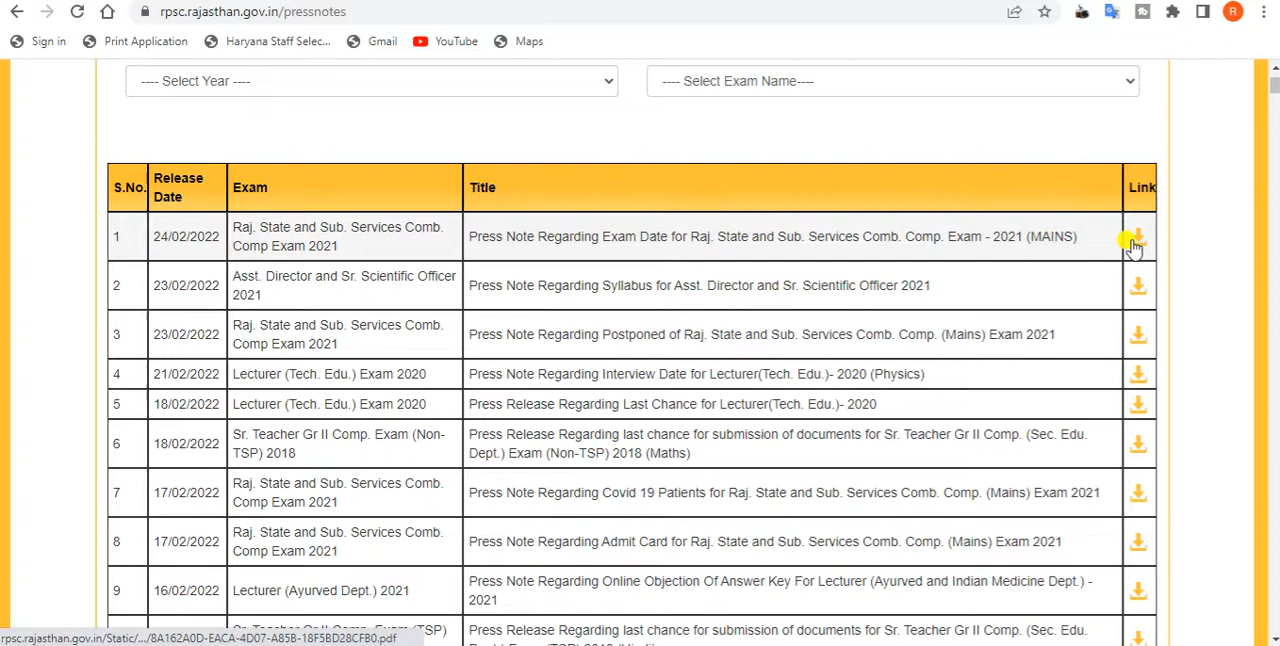 rpsc.rajasthan.gov.in/pressnotes
R
Sign in
Print Application
Haryana Staff Selec...
Gmail
YouTube
Maps
---- Select Year ----
---- Select Exam Name----
S.No. Release Date Exam Title Link
1 24/02/2022 Raj. State and Sub. Services Comb.
Comp Exam 2021
Press Note Regarding Exam Date for Raj. State and Sub. Services Comb. Comp. Exam - 2021 (MAINS)
2 23/02/2022 Asst. Director and Sr. Scientific Officer
2021
Press Note Regarding Syllabus for Asst. Director and Sr. Scientific Officer 2021
3 23/02/2022 Raj. State and Sub. Services Comb.
Comp Exam 2021
Press Note Regarding Postponed of Raj. State and Sub. Services Comb. Comp. (Mains) Exam 2021
4 21/02/2022 Lecturer (Tech. Edu.) Exam 2020 Press Note Regarding Interview Date for Lecturer(Tech. Edu.)- 2020 (Physics)
5 18/02/2022 Lecturer (Tech. Edu.) Exam 2020 Press Release Regarding Last Chance for Lecturer(Tech. Edu.)- 2020
6 18/02/2022 Sr. Teacher Gr II Comp. Exam (Non-
TSP) 2018
Press Release Regarding last chance for submission of documents for Sr. Teacher Gr II Comp. (Sec. Edu.
Dept.) Exam (Non-TSP) 2018 (Maths)
7 17/02/2022 Raj. State and Sub. Services Comb.
Comp Exam 2021
Press Note Regarding Covid 19 Patients for Raj. State and Sub. Services Comb. Comp. (Mains) Exam 2021
8 17/02/2022 Raj. State and Sub. Services Comb.
Comp Exam 2021
Press Note Regarding Admit Card for Raj. State and Sub. Services Comb. Comp. (Mains) Exam 2021
9 16/02/2022 Lecturer (Ayurved Dept.) 2021
Press Note Regarding Online Objection Of Answer Key For Lecturer (Ayurved and Indian Medicine Dept.) -
2021
(TSP)
Press Release Regarding last chance for submission of documents for Sr. Teacher Gr II Comp. (Sec. Edu.
rpsc.rajasthan.gov.in/Static/.../8A162A0D-EACA-4D07-A85B-18F5BD28CFB0.pdf